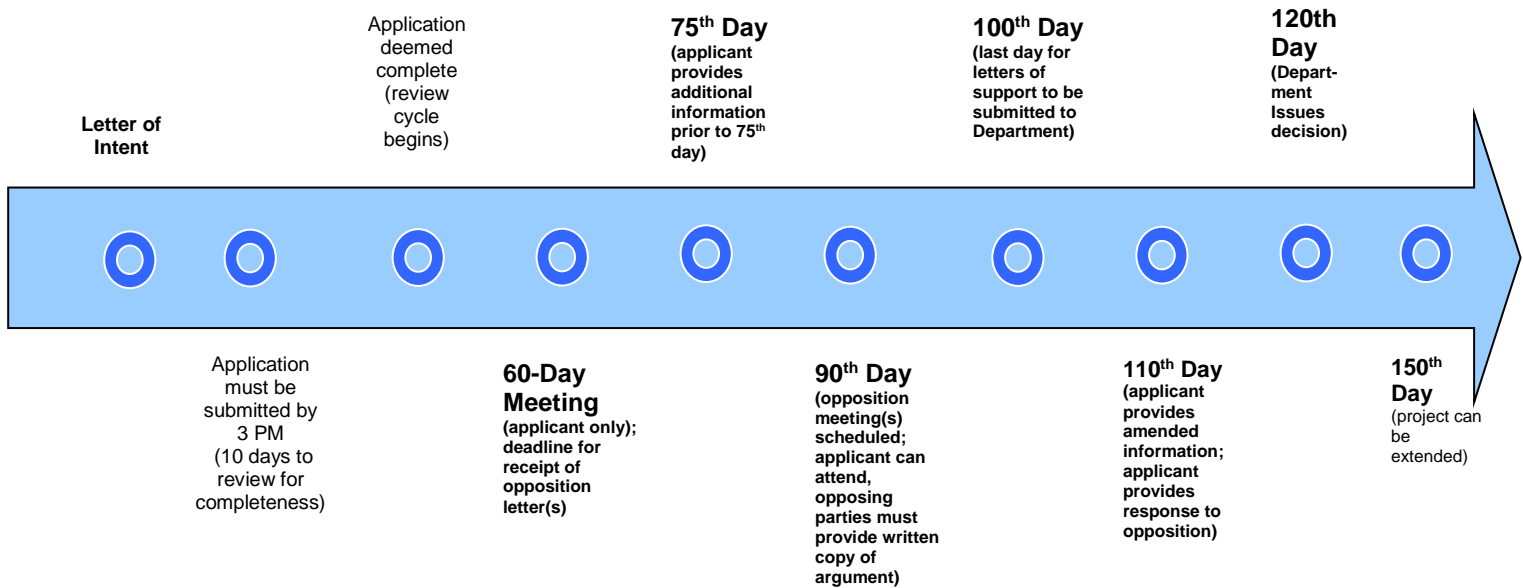 Letter of
Intent
Application
must be
submitted by
3 PM
(10 days to
review for
completeness)
Application
deemed
complete
(review
cycle
begins)
60-Day
Meeting
(applicant only);
deadline for
receipt of
opposition
letter(s)
75th Day
(applicant
provides
additional
information
prior to 75th
day)
90th Day
(opposition
meeting(s)
scheduled;
applicant can
attend,
opposing
parties must
provide written
copy of
argument)
100th Day
(last day for
letters of
support to be
submitted to
Department)
110th Day
(applicant
provides
amended
information;
applicant
provides
response to
opposition)
120th
Day
(Depart-
ment
Issues
decision)
150th
Day
(project can
be
extended)